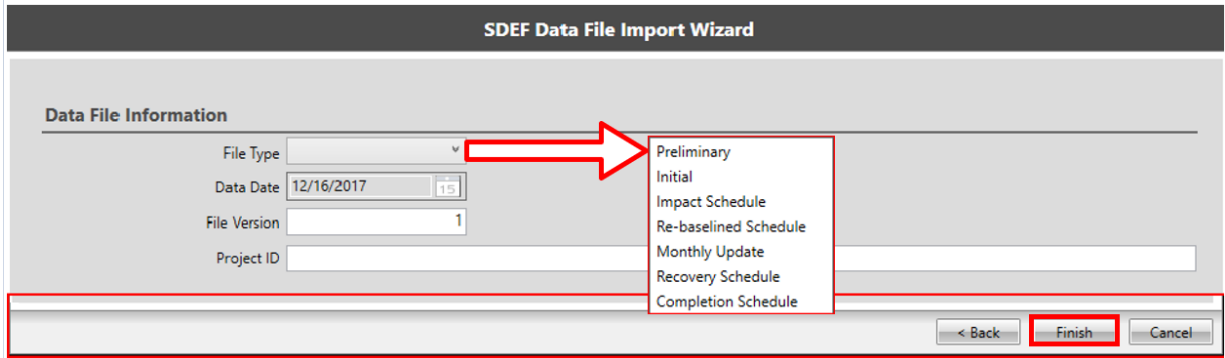 SDEF Data File Import Wizard
Data File Information
File Type
Data Date 12/16/2017 15
File Version 1
Project ID
Preliminary
Initial
Impact Schedule
Re-baselined Schedule
Monthly Update
Recovery Schedule
Completion Schedule
< Back Finish Cancel